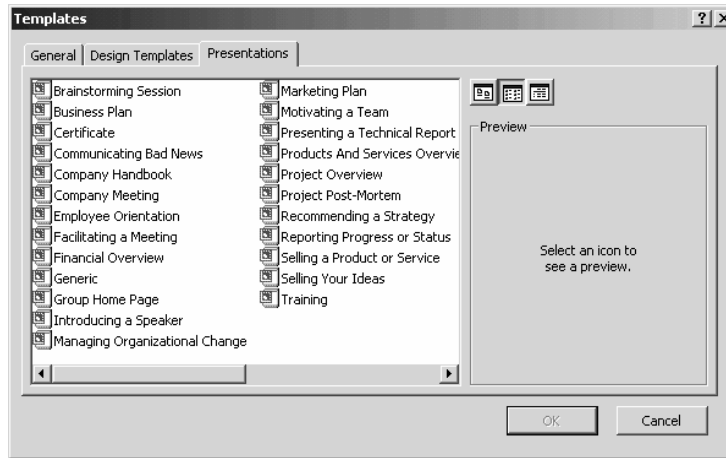 Templates
General
Design Templates
Presentations
Brainstorming Session
Business Plan
Certificate
Communicating Bad News
Company Handbook
Company Meeting
Employee Orientation
Facilitating a Meeting
Financial Overview
Generic
Group Home Page
Introducing a Speaker
Managing Organizational Change
Marketing Plan
Motivating a Team
Presenting a Technical Report
Products And Services Overvie
Project Overview
Project Post-Mortem
Recommending a Strategy
Reporting Progress or Status
Selling a Product or Service
Selling Your Ideas
Training
Preview
Select an icon to
see a preview.
OK
Cancel